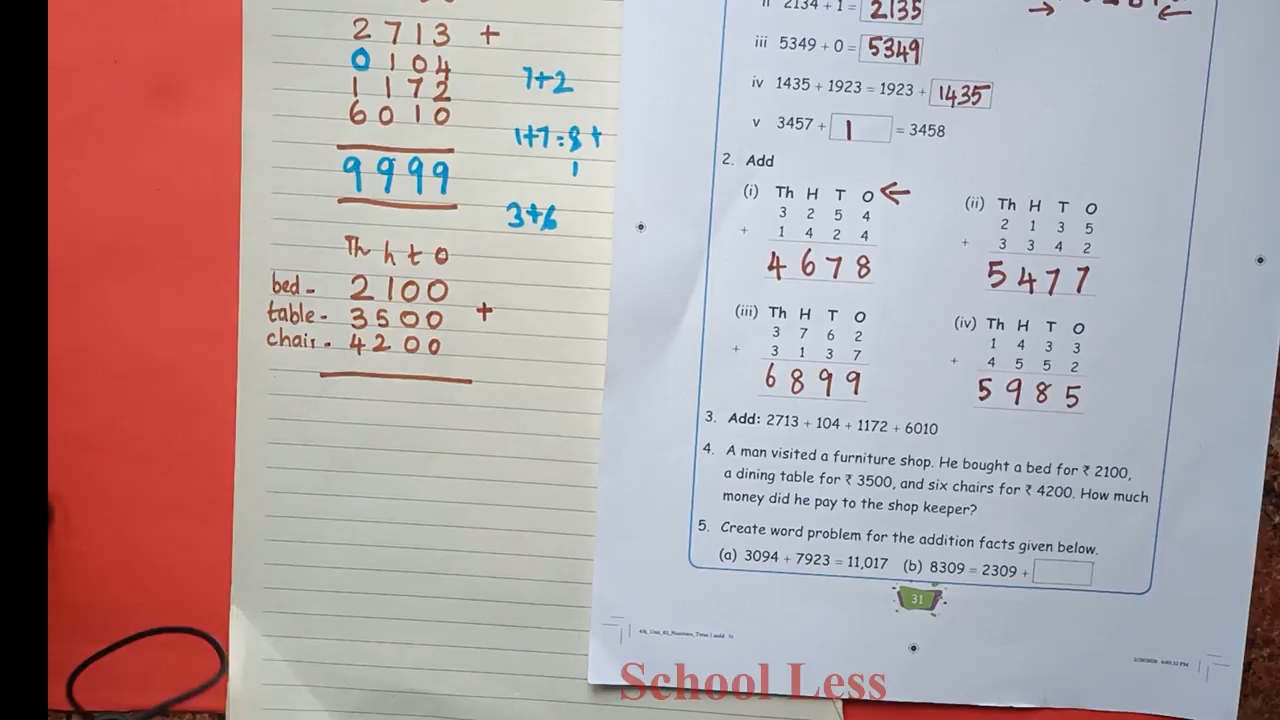 2713 +
0104
1172
6010
9999
7+2
1+7=8+
1
3+6
Th h t O
bed - 2100
table - 3500 +
chair - 4200
ii 2134 + 1 = 2135
iii 5349 + 0 = 5349
iv 1435 + 1923 = 1923 + 1435
v 3457 + 1 = 3458
2. Add
(i) Th H T O ←
3 2 5 4
+ 1 4 2 4
4 6 7 8
(ii) Th H T O
2 1 3 5
+ 3 3 4 2
5 4 7 7
(iii) Th H T O
3 7 6 2
+ 3 1 3 7
6 8 9 9
(iv) Th H T O
1 4 3 3
+ 4 5 5 2
5 9 8 5
3. Add: 2713 + 104 + 1172 + 6010
4. A man visited a furniture shop. He bought a bed for ₹ 2100,
a dining table for ₹ 3500, and six chairs for ₹ 4200. How much
money did he pay to the shop keeper?
5. Create word problem for the addition facts given below.
(a) 3094 + 7923 = 11,017 (b) 8309 = 2309 +
31
School Less